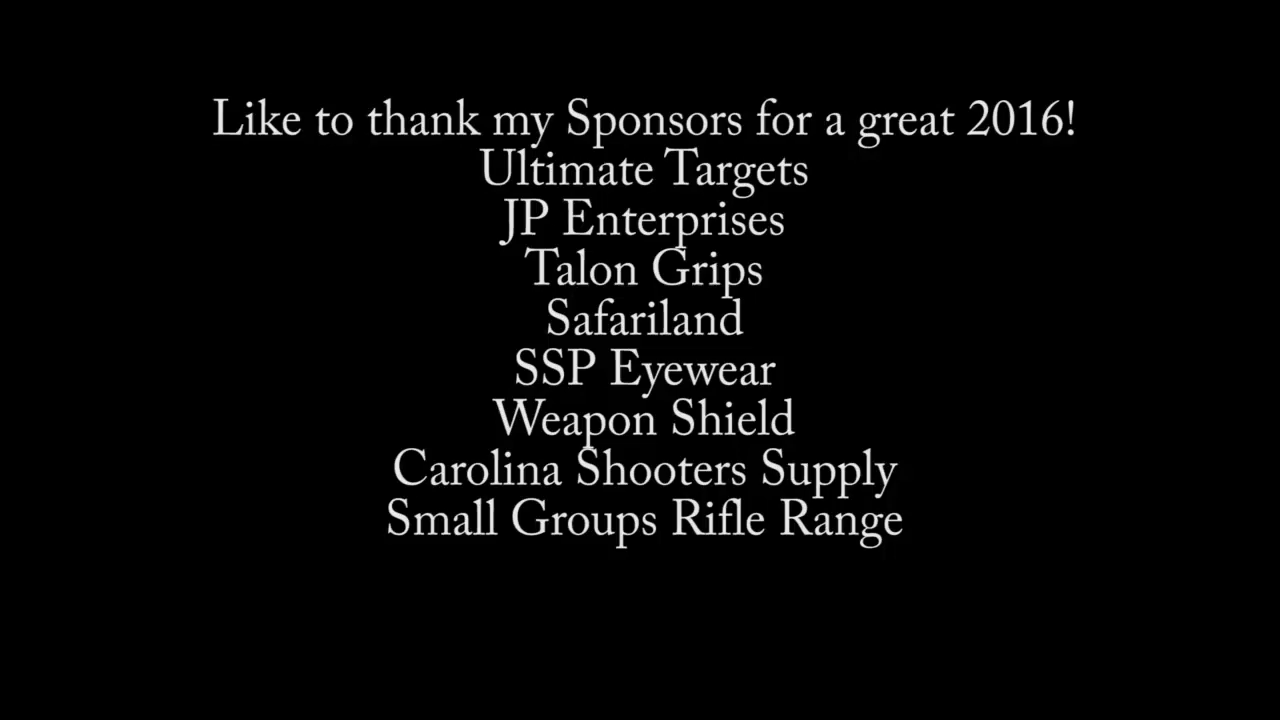 Like to thank my Sponsors for a great 2016!
Ultimate Targets
JP Enterprises
Talon Grips
Safariland
SSP Eyewear
Weapon Shield
Carolina Shooters Supply
Small Groups Rifle Range